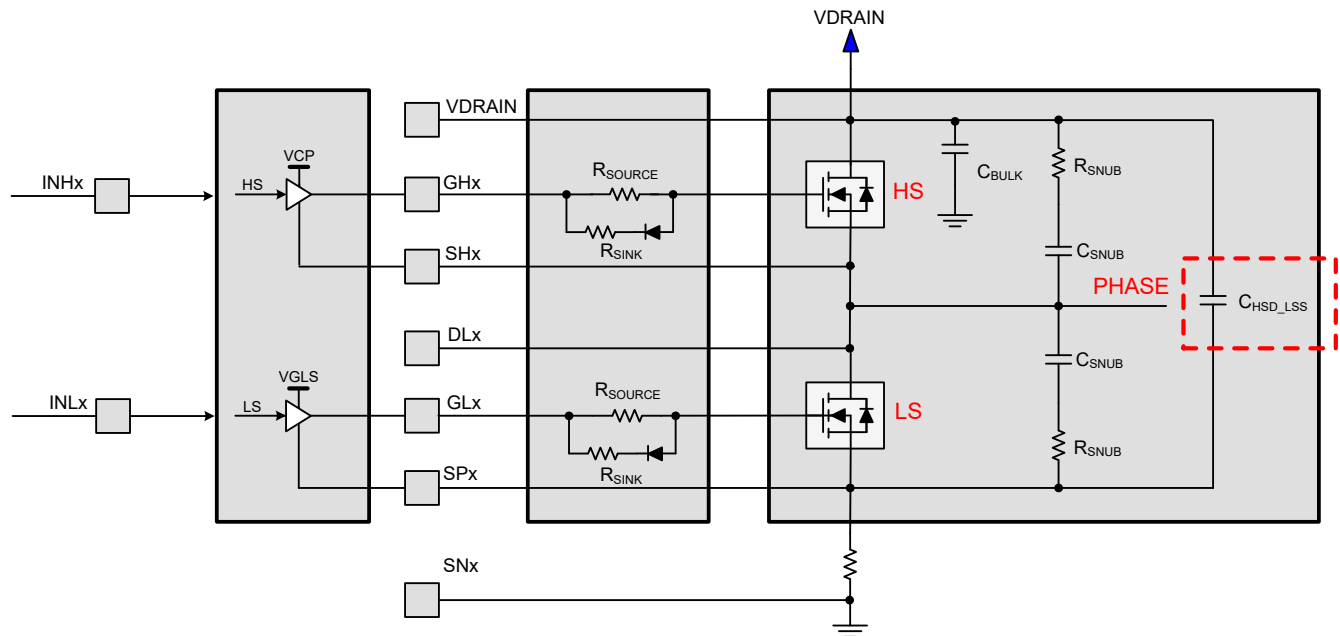 VDRAIN
VDRAIN
VCP
INHx
HS
GHx
RSOURCE
RSINK
HS
CBULK
RSNUB
SHx
CSNUB
PHASE
CHSD_LSS
DLx
CSNUB
VGLS
INLx
LS
GLx
RSOURCE
RSINK
LS
RSNUB
SPx
SNx